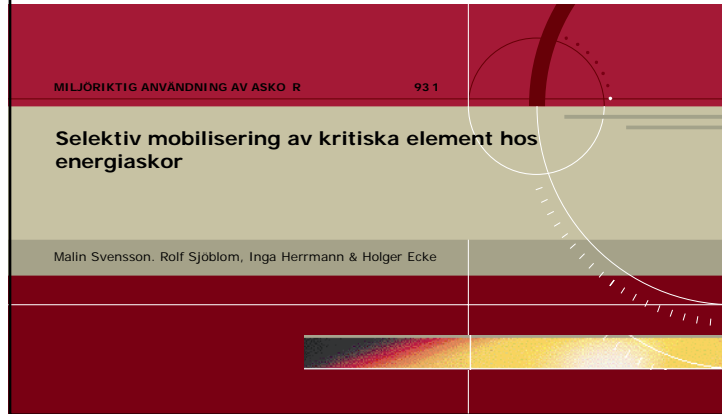 MILJÖRIKTIG ANVÄNDNING AV ASKO R 931
Selektiv mobilisering av kritiska element hos
energiaskor
Malin Svensson. Rolf Sjöblom, Inga Herrmann & Holger Ecke